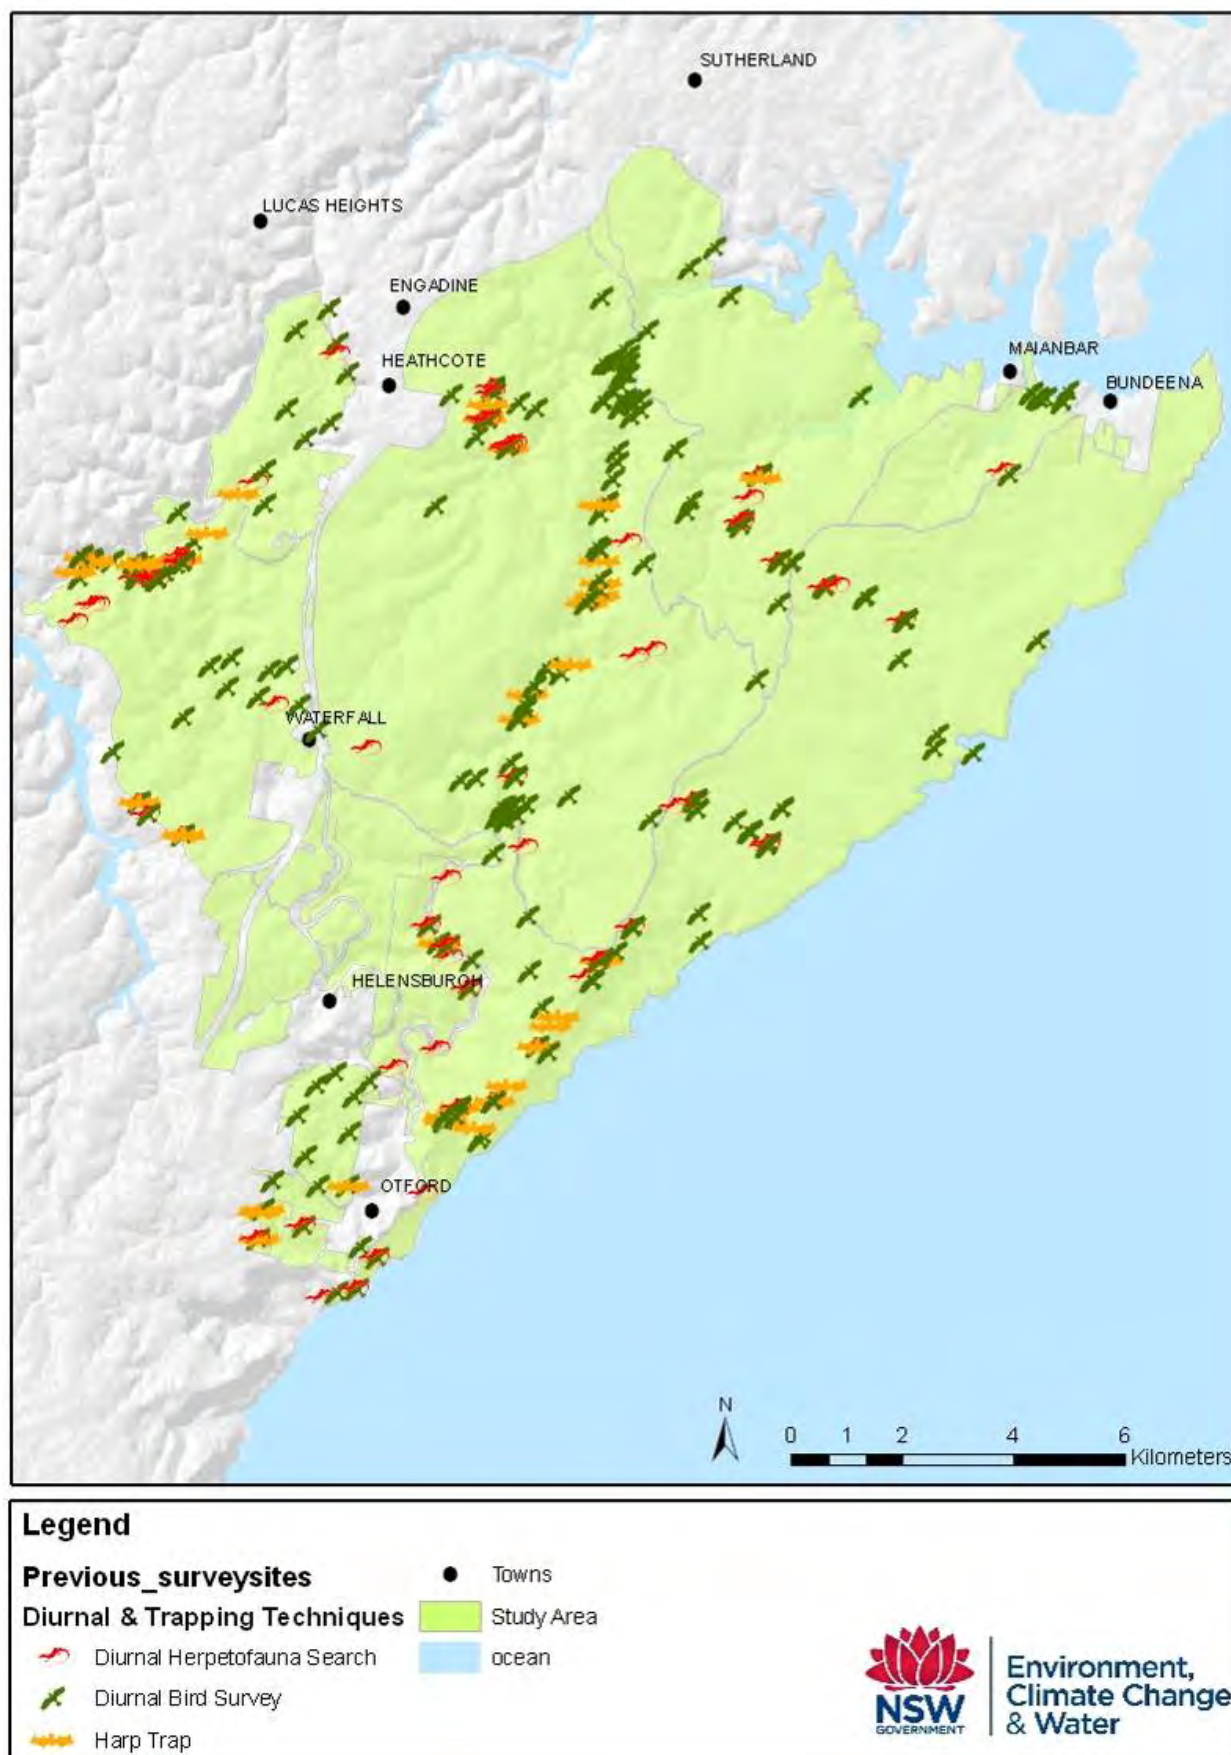 SUTHERLAND
LUCAS HEIGHTS
ENGADINE
HEATHCOTE
MAIANBAR
BUNDEENA
WATERFALL
HELENSBURGH
OTFORD
N
0 1 2 4 6
Kilometers
Legend
Previous_surveysites
Diurnal & Trapping Techniques
Diurnal Herpetofauna Search
Diurnal Bird Survey
Harp Trap
Towns
Study Area
ocean
NSW
GOVERNMENT
Environment,
Climate Change
& Water